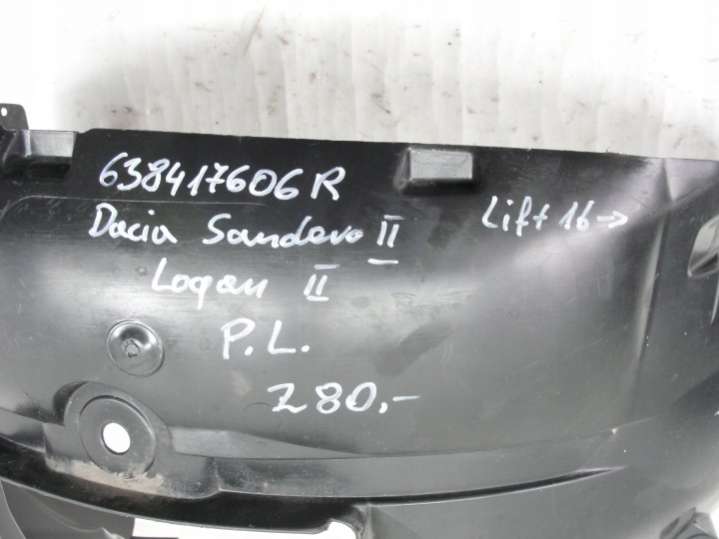 638417606R
Dacia Sandero II
Lift 16→
Logan II
P.L.
280,-